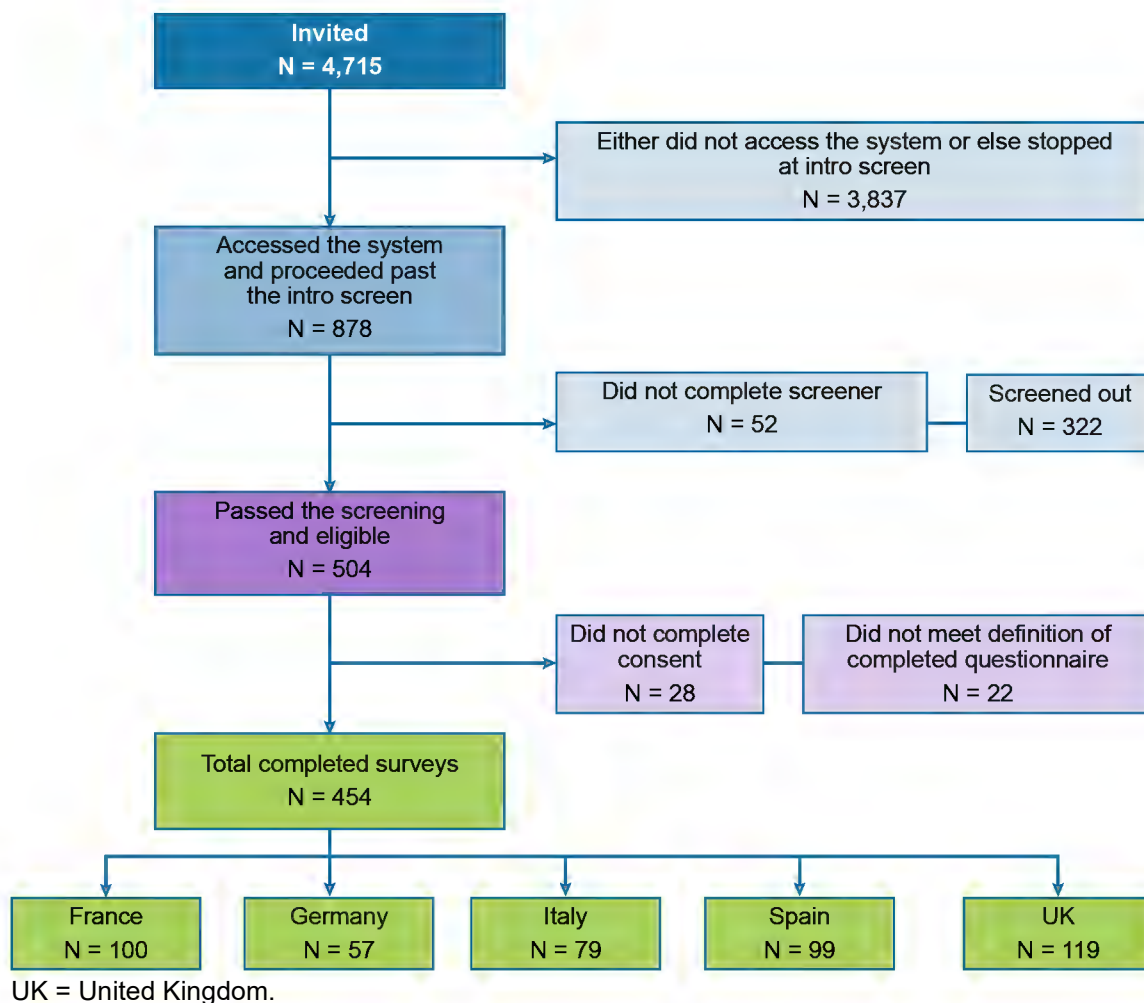 Invited
N = 4,715
Either did not access the system or else stopped
at intro screen
N = 3,837
Accessed the system
and proceeded past
the intro screen
N = 878
Did not complete screener
N = 52
Screened out
N = 322
Passed the screening
and eligible
N = 504
Did not complete
consent
N = 28
Did not meet definition of
completed questionnaire
N = 22
Total completed surveys
N = 454
France
N = 100
Germany
N = 57
Italy
N = 79
Spain
N = 99
UK
N = 119
UK = United Kingdom.